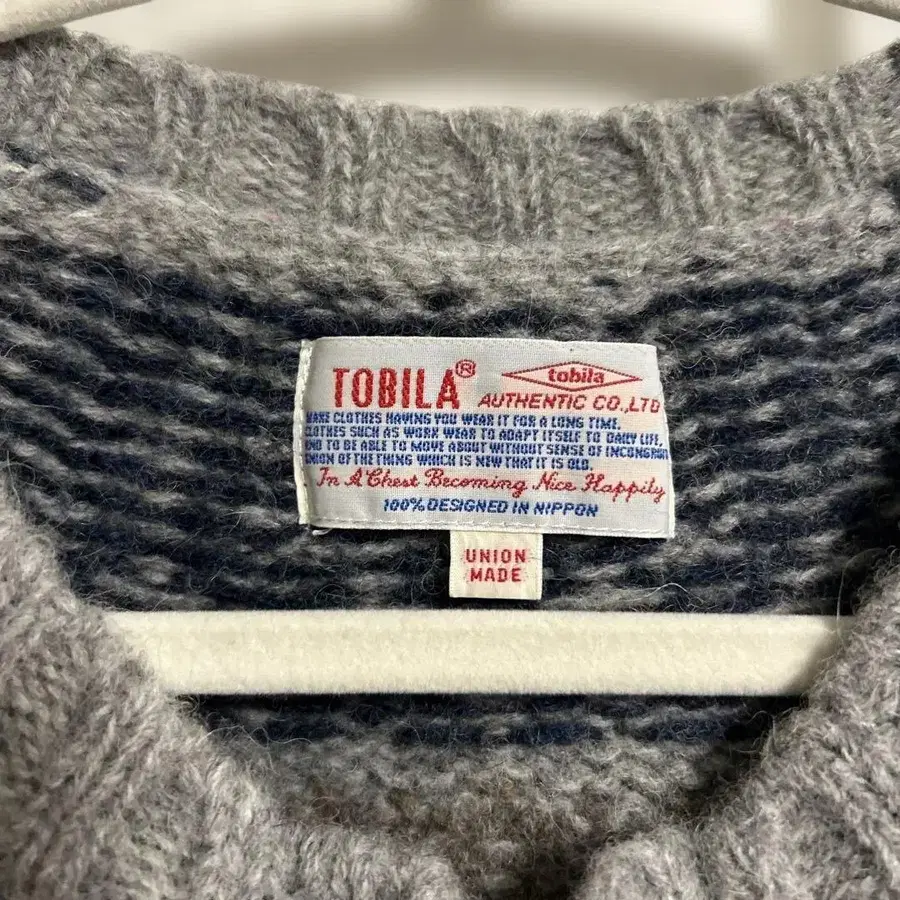 TOBILA®
tobila
AUTHENTIC CO.,LTD
MAKE CLOTHES HAVING YOU WEAR IT FOR A LONG TIME.
CLOTHES SUCH AS WORK WEAR TO ADAPT ITSELF TO DAILY LIFE,
AND TO BE ABLE TO MOVE ABOUT WITHOUT SENSE OF
UNION OF THE THING WHICH IS NEW THAT IT IS OLD.
In A Chest Becoming Nice Happily
100% DESIGNED IN NIPPON
UNION
MADE